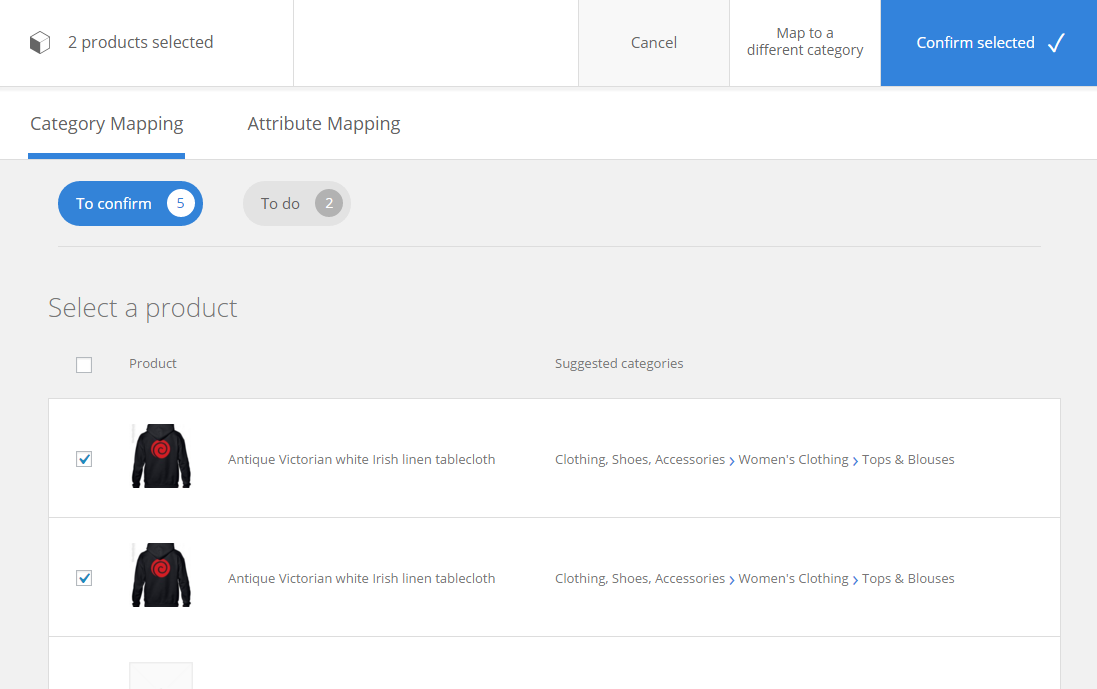 2 products selected
Cancel
Map to a
different category
Confirm selected
Category Mapping
Attribute Mapping
To confirm 5
To do 2
Select a product
Product
Suggested categories
Antique Victorian white Irish linen tablecloth
Clothing, Shoes, Accessories › Women's Clothing › Tops & Blouses
Antique Victorian white Irish linen tablecloth
Clothing, Shoes, Accessories › Women's Clothing › Tops & Blouses